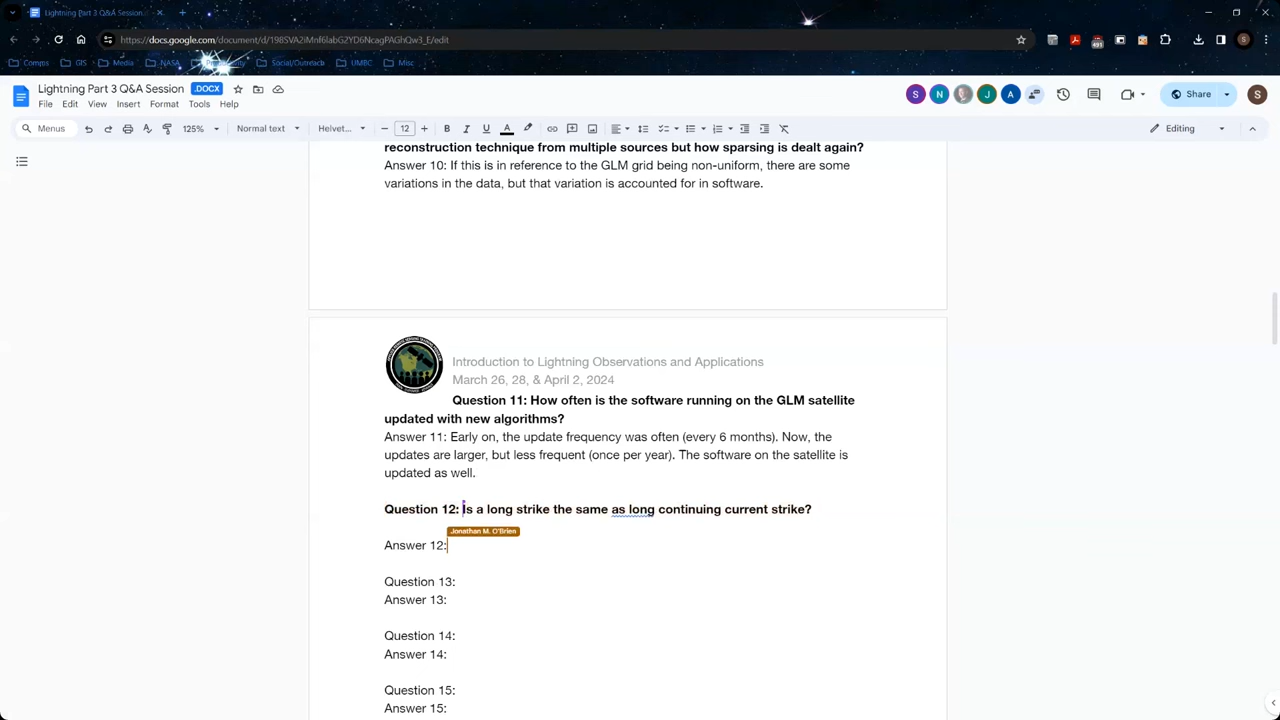 Lightning Part 3 Q&A Session
https://docs.google.com/document/d/198SVA2iMnf6labGZYD6NcagPAGhQw3_E/edit
Comps GIS Media NASA Productivity Social/Outreach UMBC Misc
Lightning Part 3 Q&A Session .DOCX
S N J A Share S
File Edit View Insert Format Tools Help
Menus 125% Normal text Helvet... 12 Editing
reconstruction technique from multiple sources but how sparsing is dealt again?
Answer 10: If this is in reference to the GLM grid being non-uniform, there are some
variations in the data, but that variation is accounted for in software.
Introduction to Lightning Observations and Applications
March 26, 28, & April 2, 2024
Question 11: How often is the software running on the GLM satellite
updated with new algorithms?
Answer 11: Early on, the update frequency was often (every 6 months). Now, the
updates are larger, but less frequent (once per year). The software on the satellite is
updated as well.
Question 12: Is a long strike the same as long continuing current strike?
Jonathan M. O'Brien
Answer 12:
Question 13:
Answer 13:
Question 14:
Answer 14:
Question 15:
Answer 15: